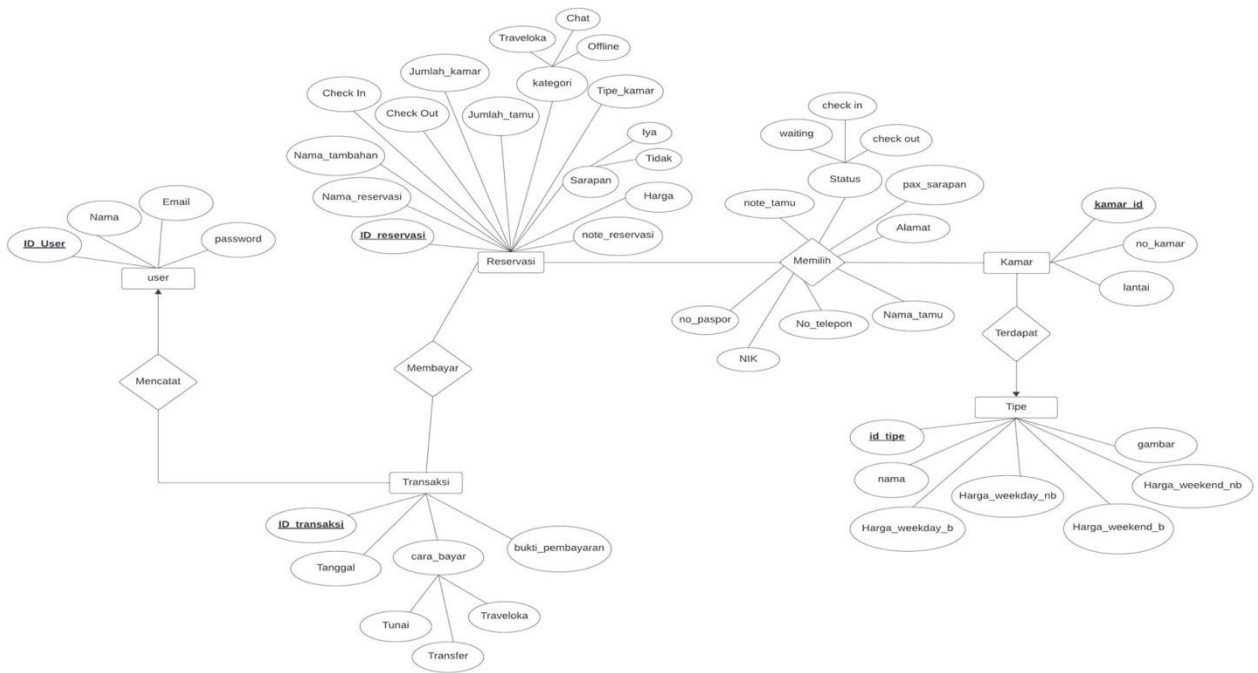 Chat
Traveloka
Offline
Jumlah_kamar
kategori
Tipe_kamar
Check In
Check Out
Jumlah_tamu
Iya
Tidak
Sarapan
Nama_tambahan
Nama_reservasi
Harga
ID_reservasi
note_reservasi
Reservasi
check in
waiting
check out
Status
pax_sarapan
note_tamu
Alamat
Memilih
no_paspor
No_telepon
Nama_tamu
NIK
kamar_id
no_kamar
Kamar
lantai
Terdapat
Tipe
id_tipe
gambar
nama
Harga_weekend_nb
Harga_weekday_nb
Harga_weekday_b
Harga_weekend_b
Email
Nama
ID_User
password
user
Mencatat
Membayar
Transaksi
ID_transaksi
Tanggal
cara_bayar
bukti_pembayaran
Tunai
Traveloka
Transfer